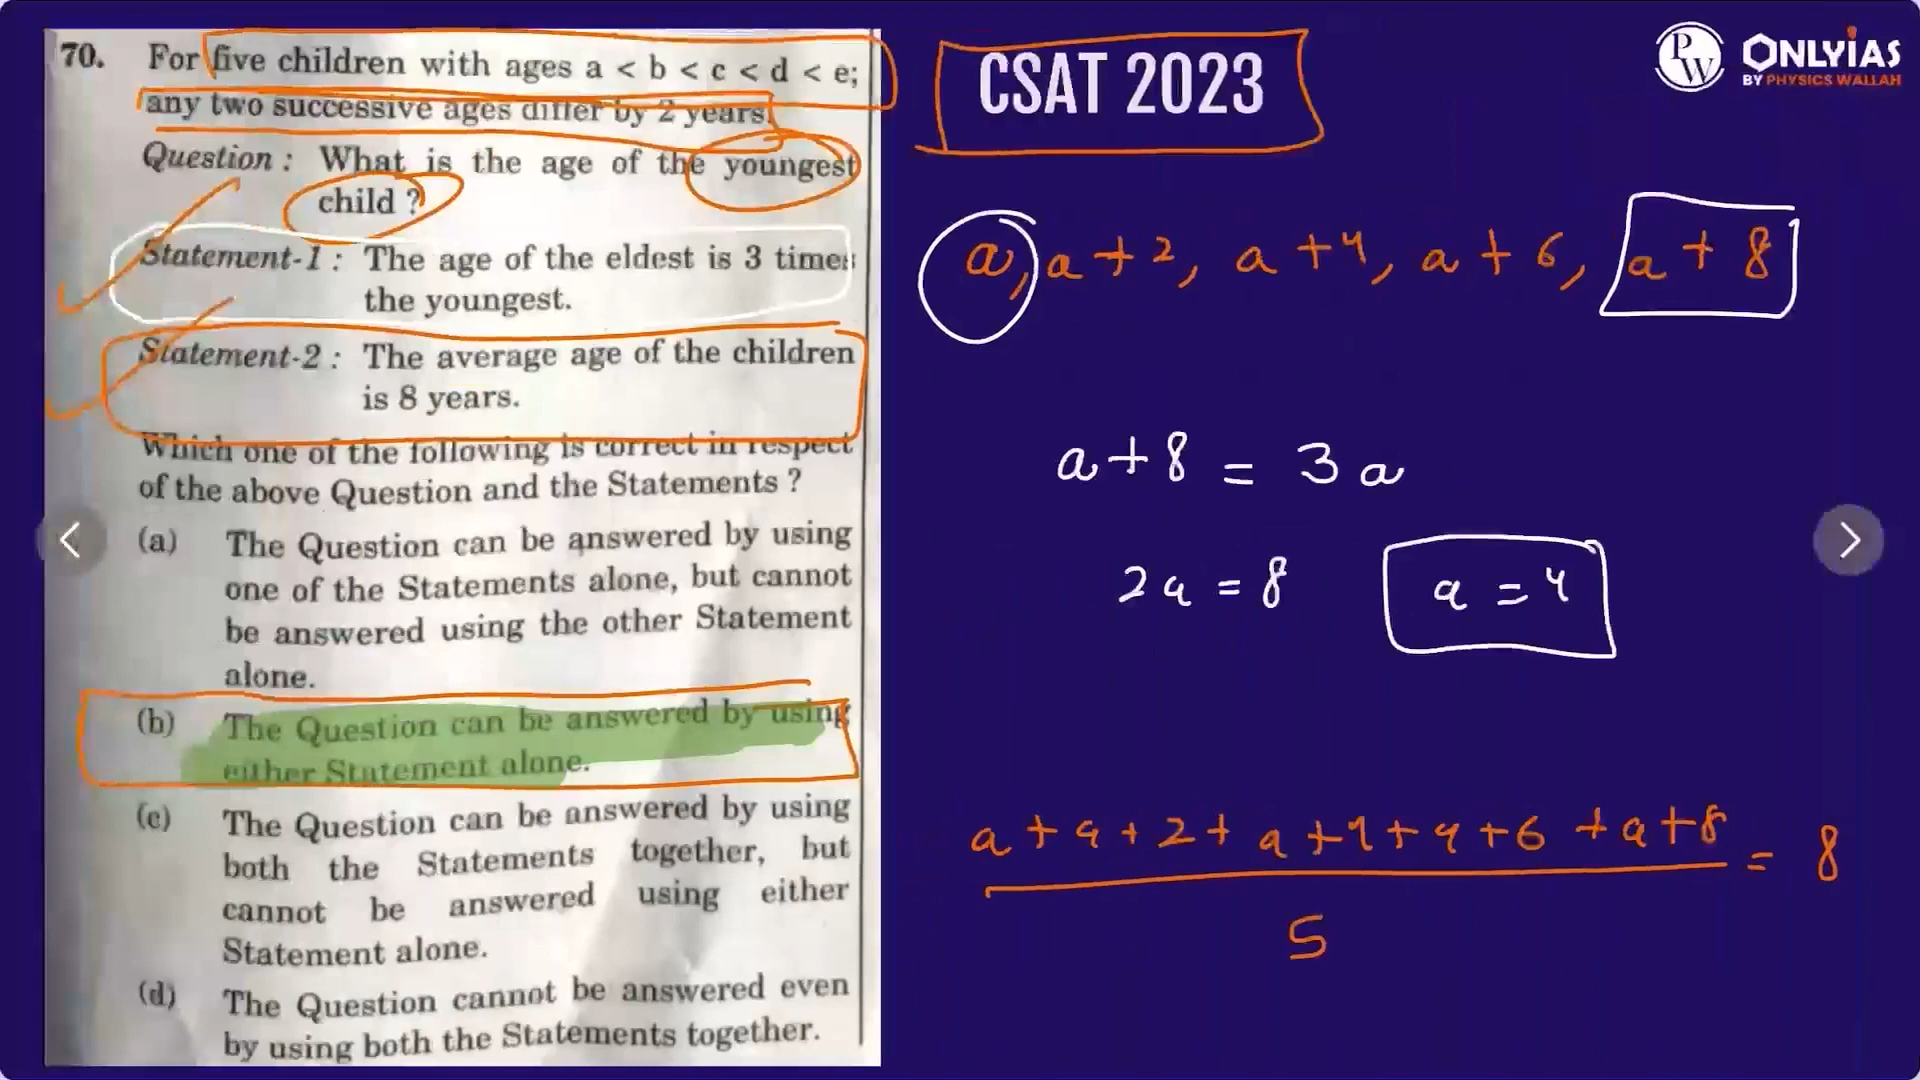 70. For five children with ages a < b < c < d < e;
any two successive ages differ by 2 years.
Question : What is the age of the youngest
child ?
Statement-1 : The age of the eldest is 3 times
the youngest.
Statement-2 : The average age of the children
is 8 years.
Which one of the following is correct in respect
of the above Question and the Statements ?
(a) The Question can be answered by using
one of the Statements alone, but cannot
be answered using the other Statement
alone.
(b) The Question can be answered by using
either Statement alone.
(c) The Question can be answered by using
both the Statements together, but
cannot be answered using either
Statement alone.
(d) The Question cannot be answered even
by using both the Statements together.
CSAT 2023
PW ONLYIAS
BY PHYSICS WALLAH
a, a + 2, a + 4, a + 6, a + 8
a + 8 = 3a
2a = 8 a = 4
a + a + 2 + a + 4 + a + 6 + a + 8 = 8
5